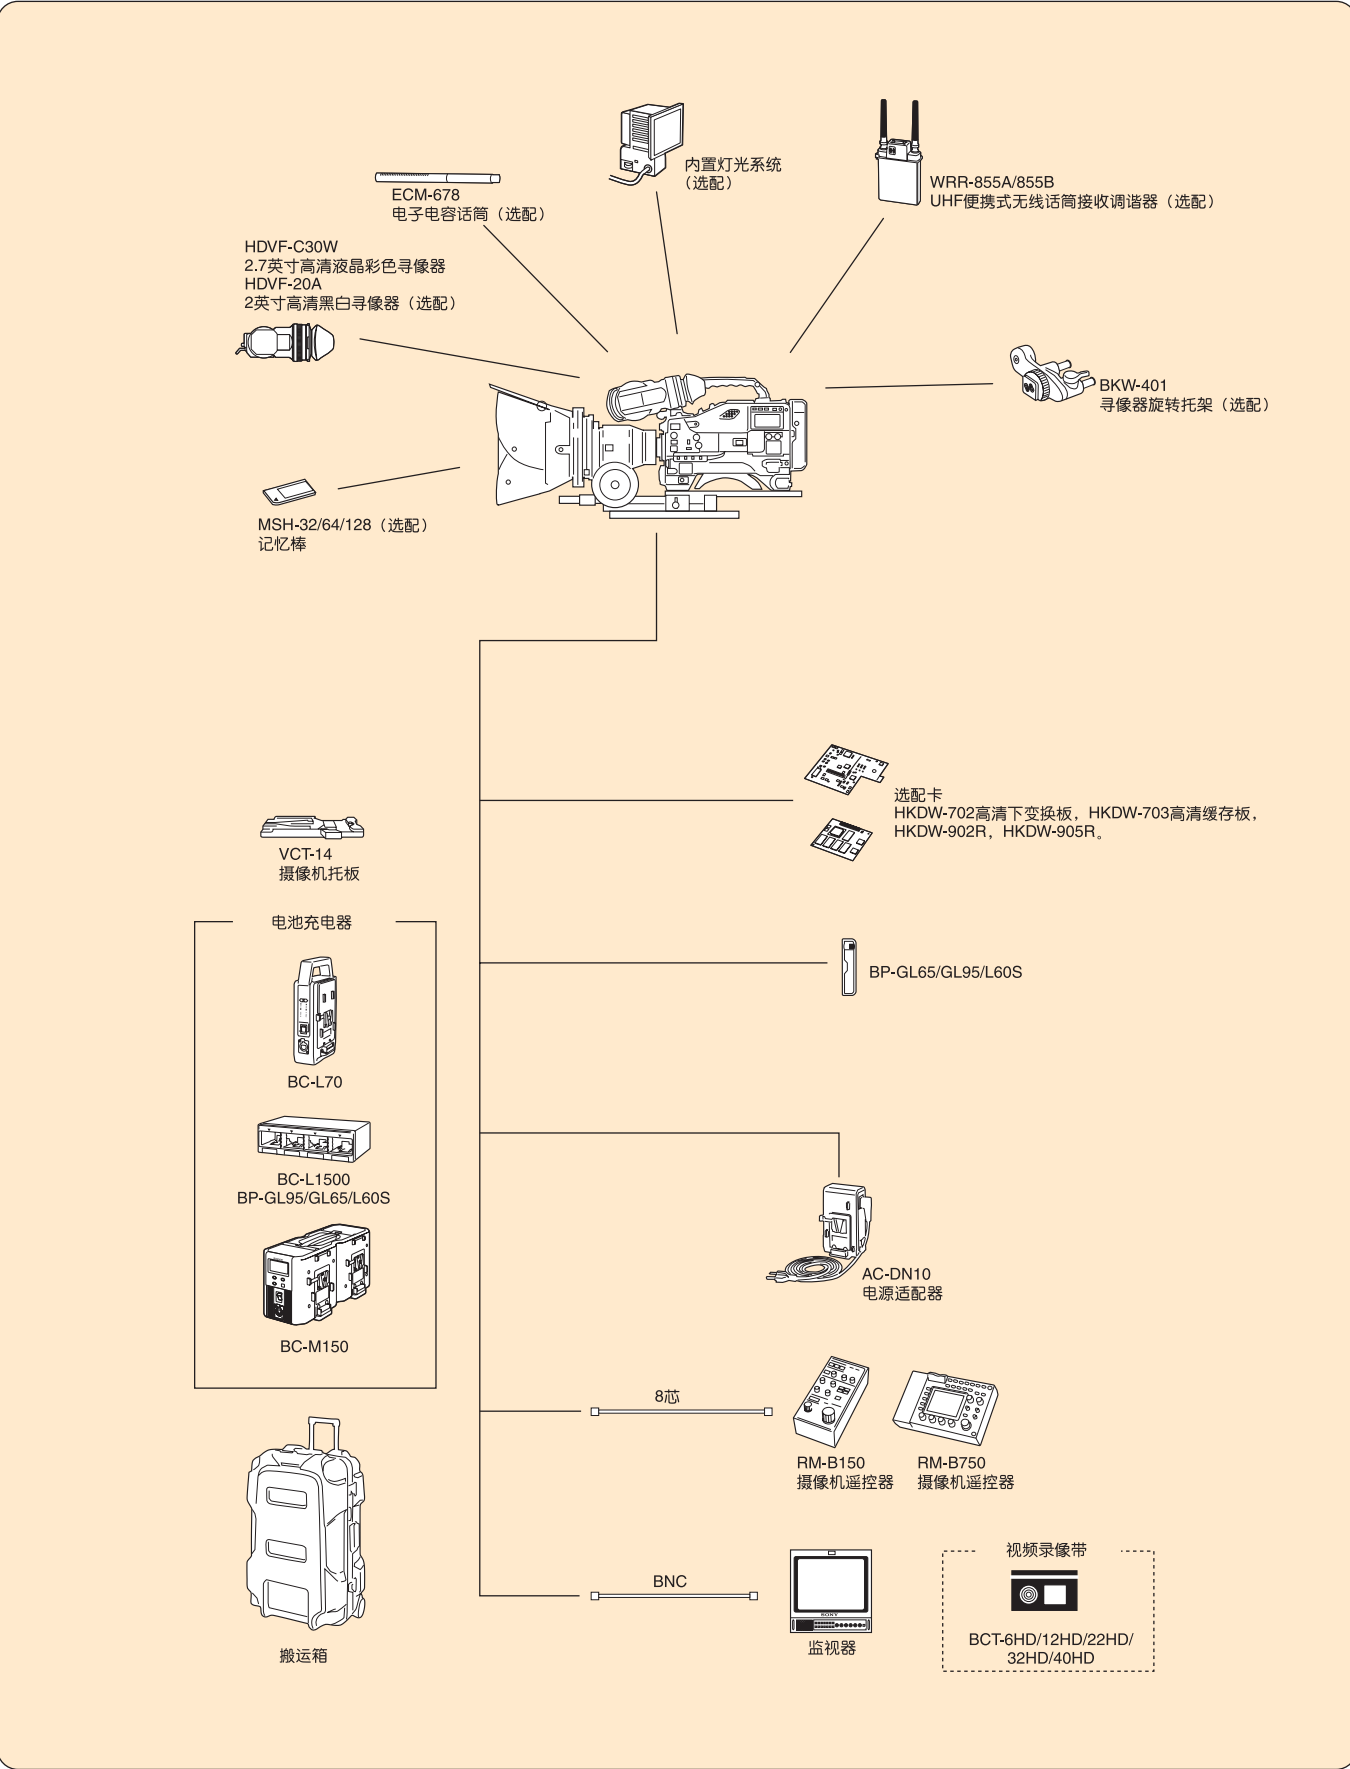 内置灯光系统
(选配)
WRR-855A/855B
UHF便携式无线话筒接收调谐器（选配）
ECM-678
电子电容话筒（选配）
HDVF-C30W
2.7英寸高清液晶彩色寻像器
HDVF-20A
2英寸高清黑白寻像器（选配）
BKW-401
寻像器旋转托架（选配）
MSH-32/64/128（选配）
记忆棒
选配卡
HKDW-702高清下变换板，HKDW-703高清缓存板，
HKDW-902R，HKDW-905R。
VCT-14
摄像机托板
电池充电器
BC-L70
BC-L1500
BP-GL95/GL65/L60S
BC-M150
BP-GL65/GL95/L60S
AC-DN10
电源适配器
8芯
RM-B150
摄像机遥控器
RM-B750
摄像机遥控器
BNC
SONY
监视器
视频录像带
BCT-6HD/12HD/22HD/
32HD/40HD
搬运箱